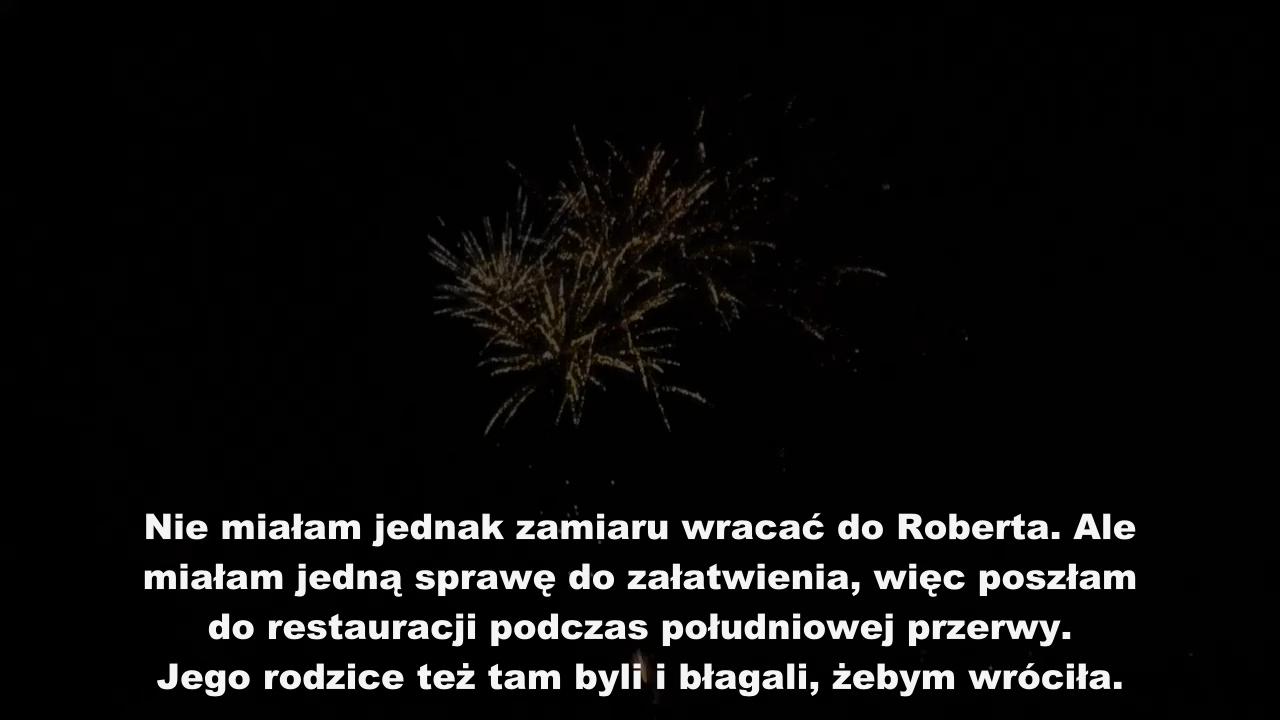 Nie miałam jednak zamiaru wracać do Roberta. Ale
miałam jedną sprawę do załatwienia, więc poszłam
do restauracji podczas południowej przerwy.
Jego rodzice też tam byli i błagali, żebym wróciła.